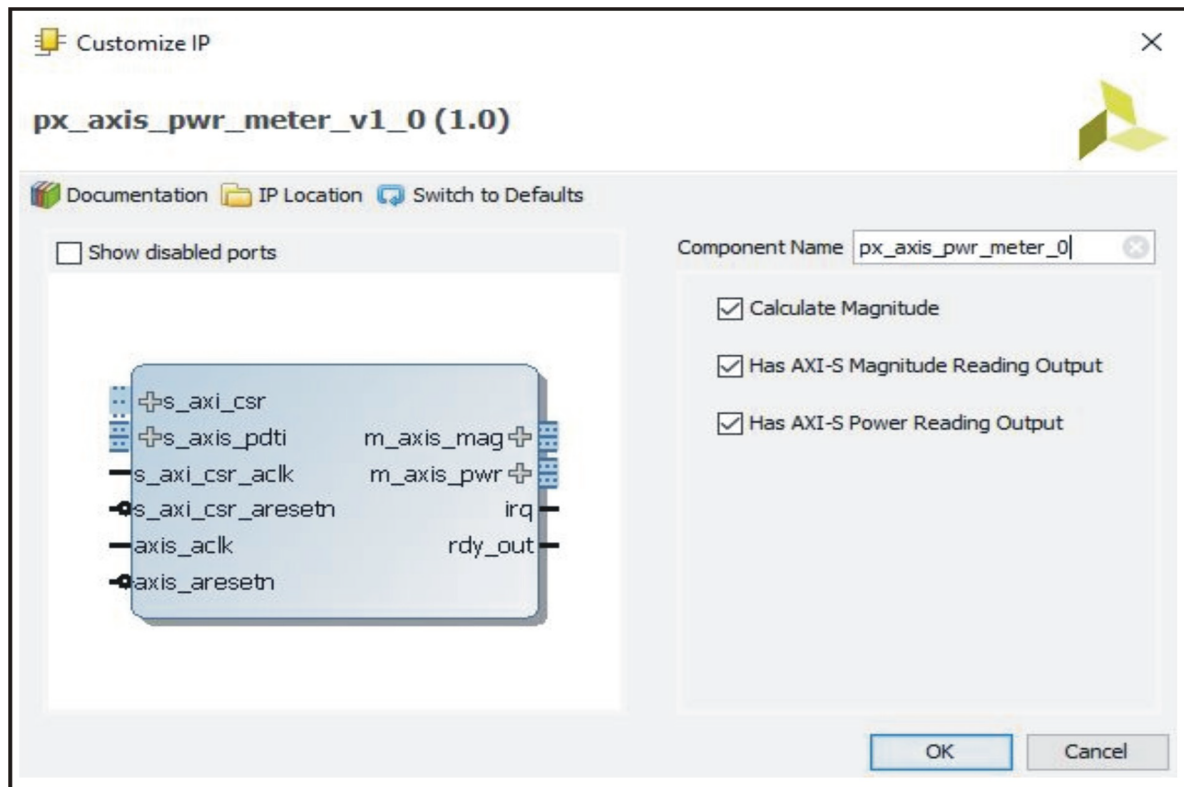 Customize IP
px_axis_pwr_meter_v1_0 (1.0)
Documentation IP Location Switch to Defaults
Show disabled ports
Component Name px_axis_pwr_meter_0
Calculate Magnitude
Has AXI-S Magnitude Reading Output
Has AXI-S Power Reading Output
s_axi_csr
s_axis_pdti m_axis_mag
s_axi_csr_aclk m_axis_pwr
s_axi_csr_aresetn irq
axis_aclk rdy_out
axis_aresetn
OK Cancel